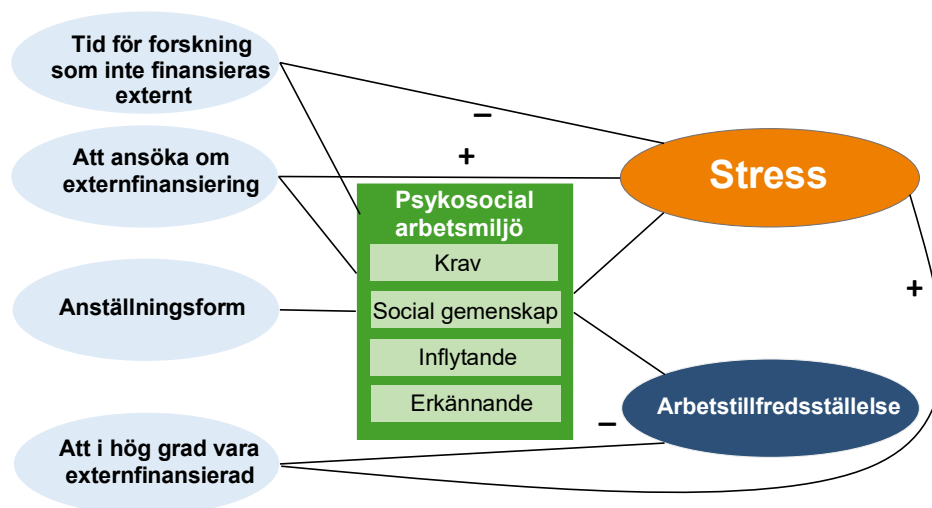 Tid för forskning
som inte finansieras
externt
–
Att ansöka om
externfinansiering
+
Stress
Psykosocial
arbetsmiljö
Krav
Social gemenskap
Inflytande
Erkännande
Anställningsform
+
Arbetstillfredsställelse
–
Att i hög grad vara
externfinansierad